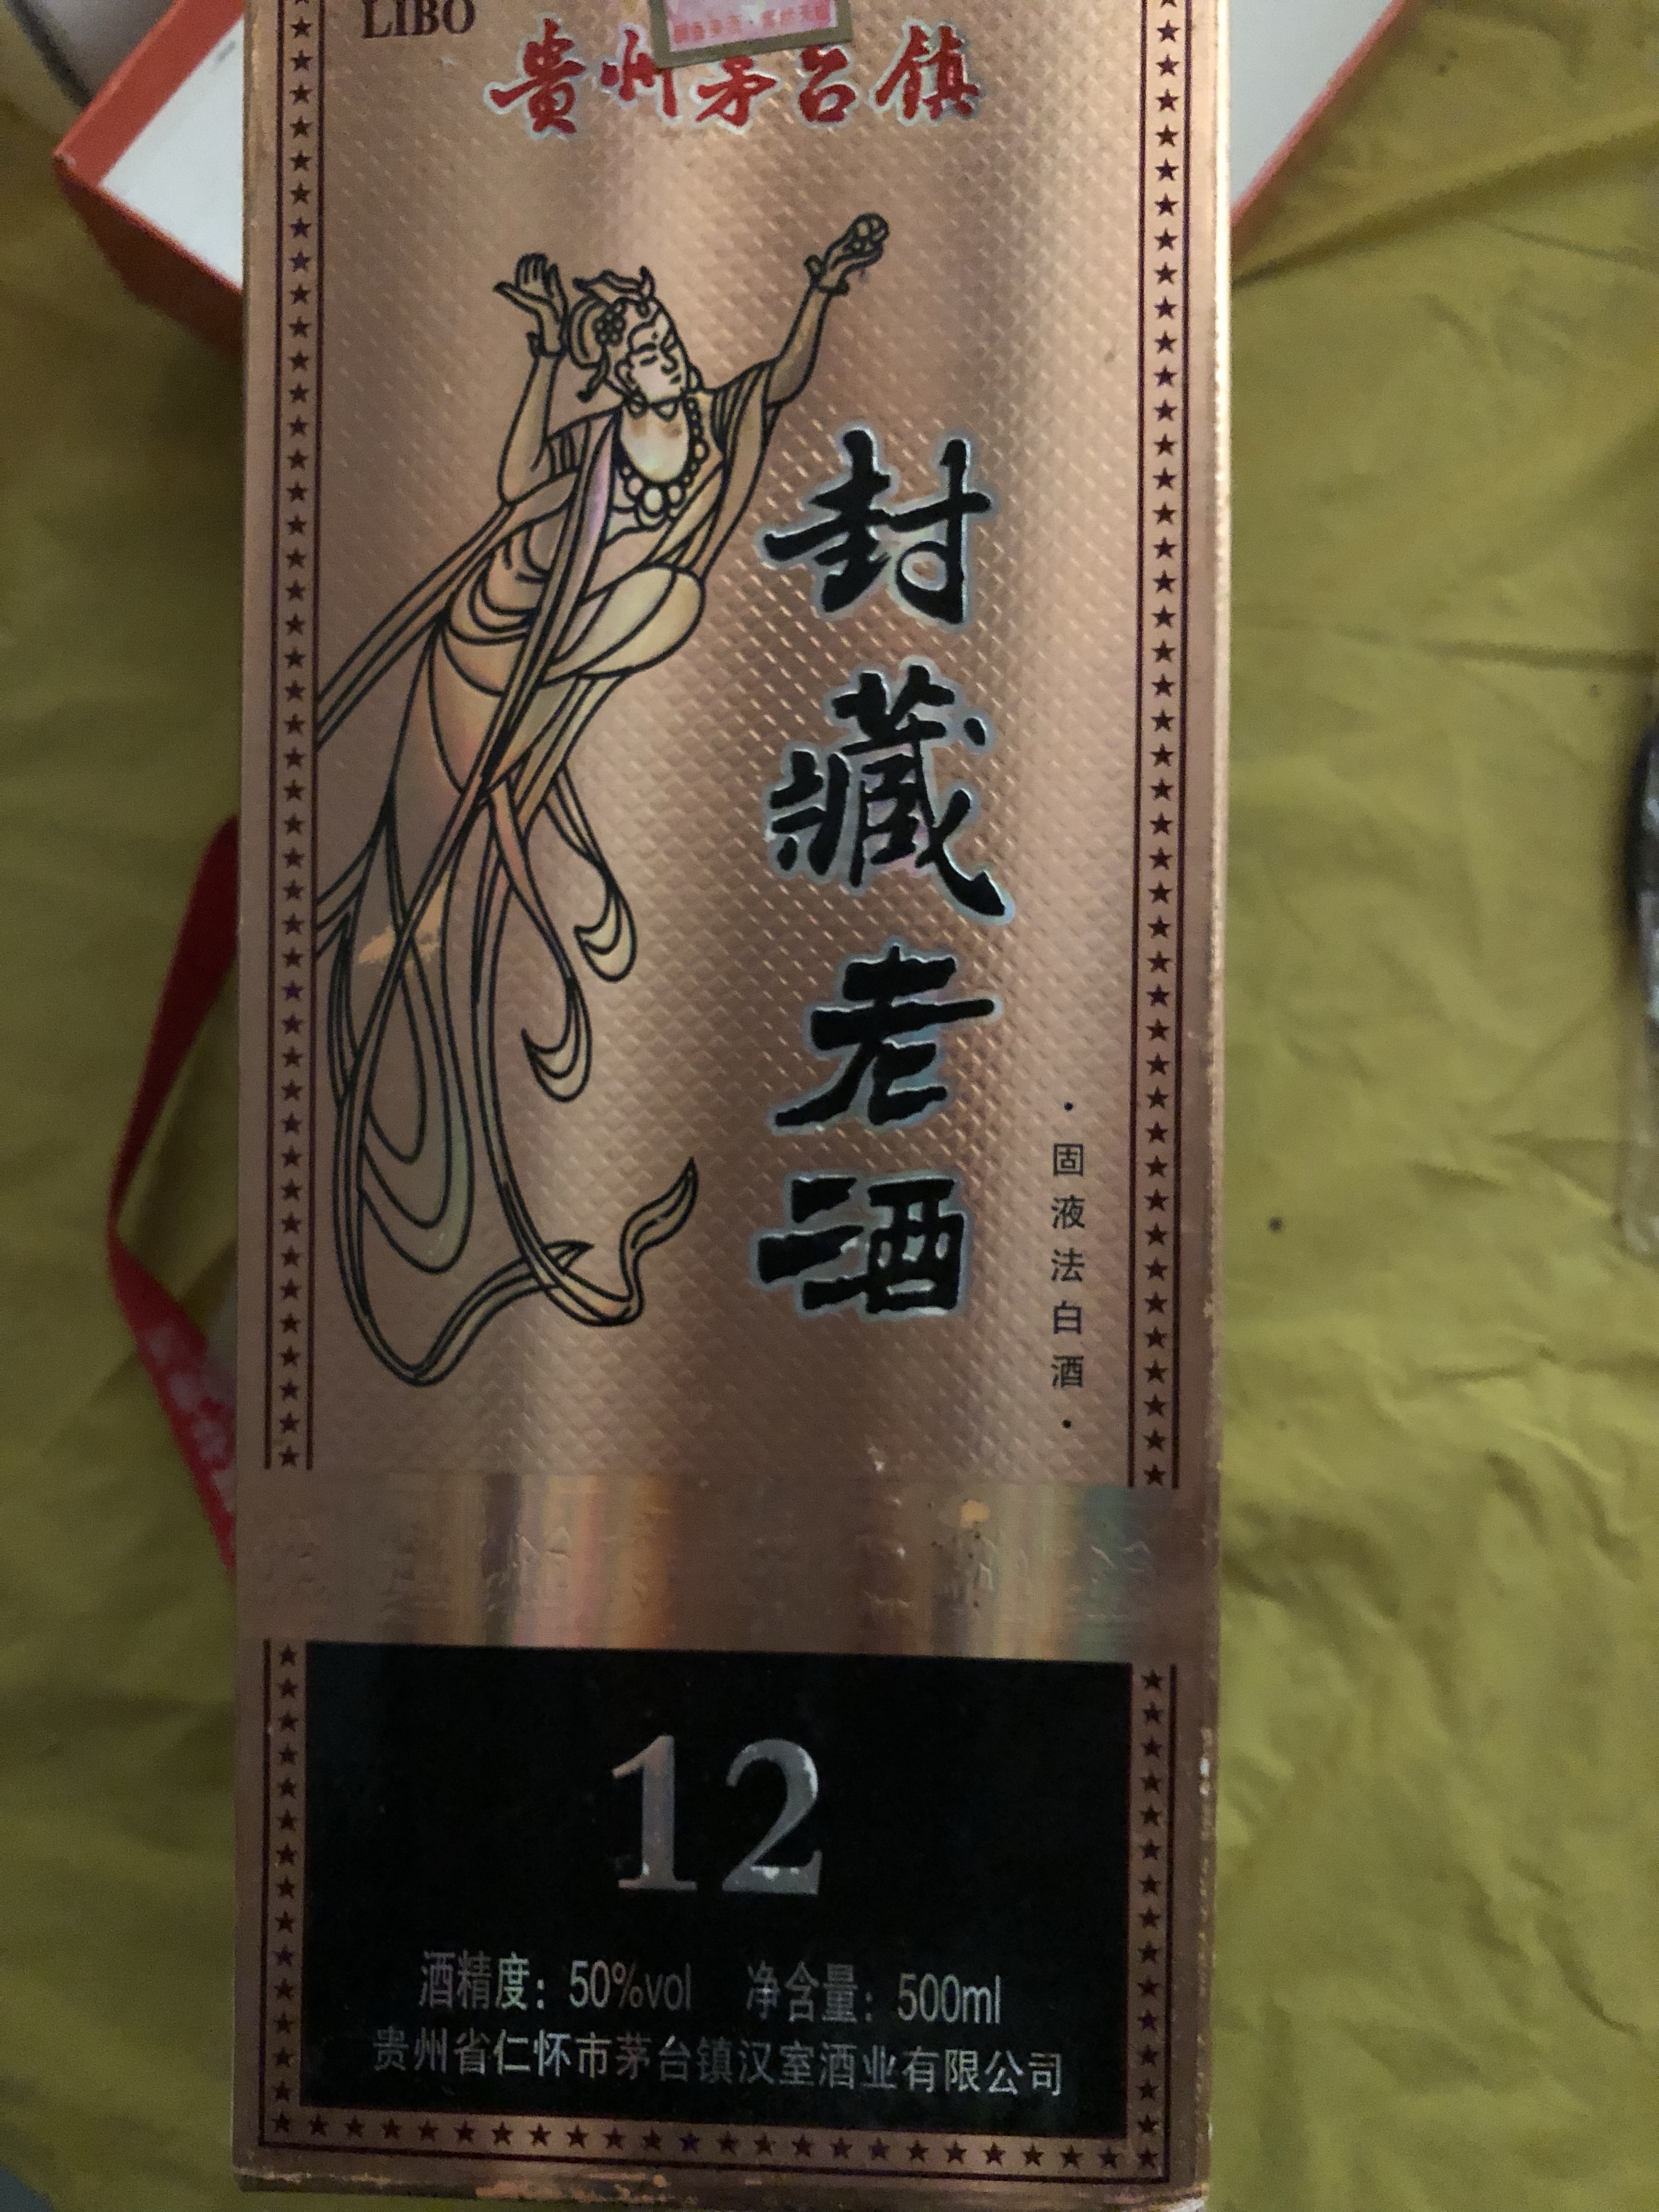 LIBO
贵州茅台镇
封藏老酒
·固液法白酒·
12
酒精度：50%vol 净含量：500ml
贵州省仁怀市茅台镇汉室酒业有限公司